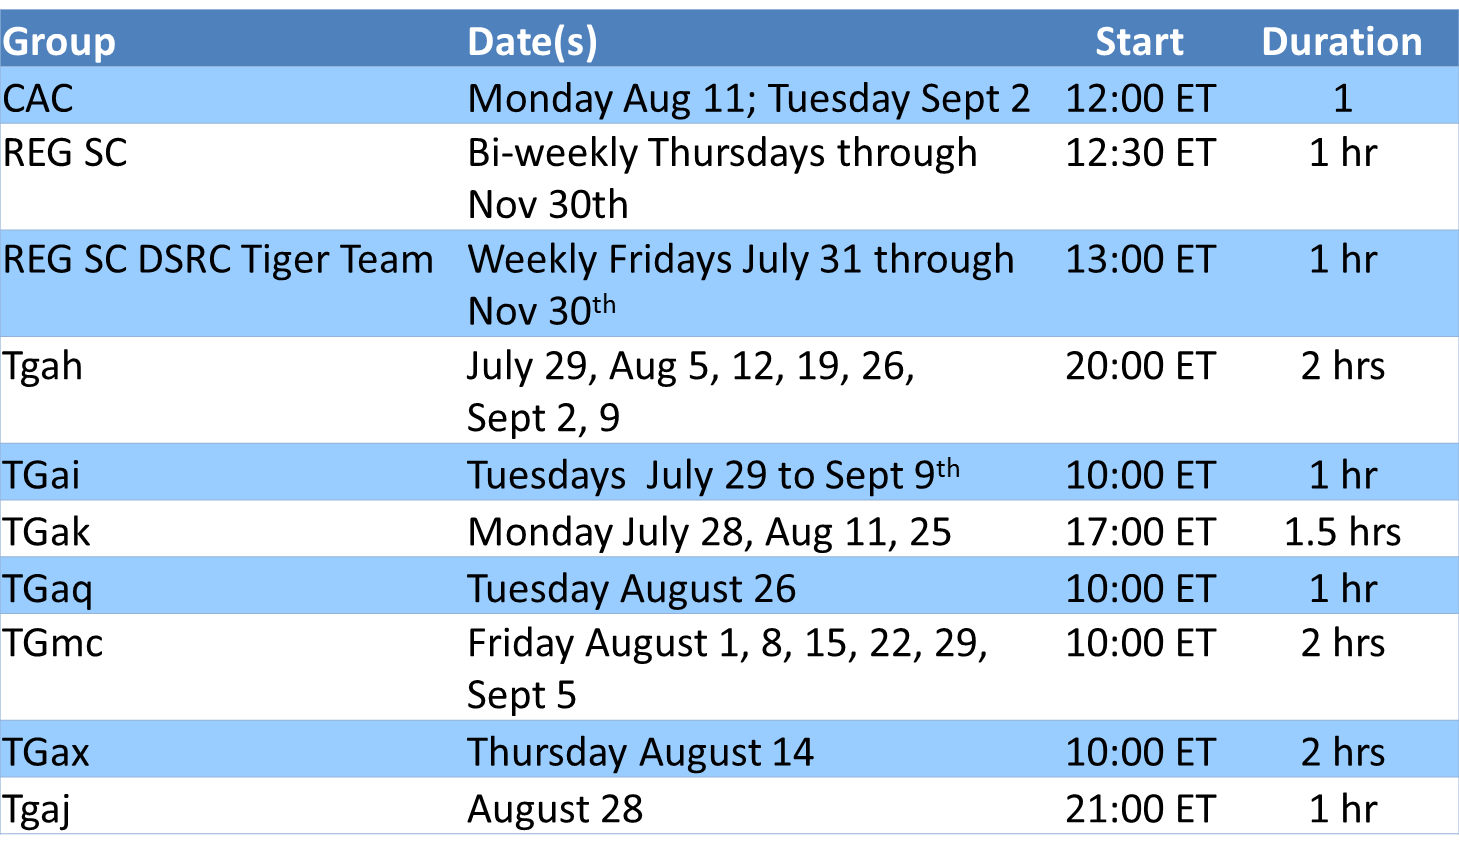 Group Date(s) Start Duration
CAC Monday Aug 11; Tuesday Sept 2 12:00 ET 1
REG SC Bi-weekly Thursdays through 12:30 ET 1 hr
Nov 30th
REG SC DSRC Tiger Team Weekly Fridays July 31 through 13:00 ET 1 hr
Nov 30th
Tgah July 29, Aug 5, 12, 19, 26, 20:00 ET 2 hrs
Sept 2, 9
TGai Tuesdays  July 29 to Sept 9th 10:00 ET 1 hr
TGak Monday July 28, Aug 11, 25 17:00 ET 1.5 hrs
TGaq Tuesday August 26 10:00 ET 1 hr
TGmc Friday August 1, 8, 15, 22, 29, 10:00 ET 2 hrs
Sept 5
TGax Thursday August 14 10:00 ET 2 hrs
Tgaj August 28 21:00 ET 1 hr